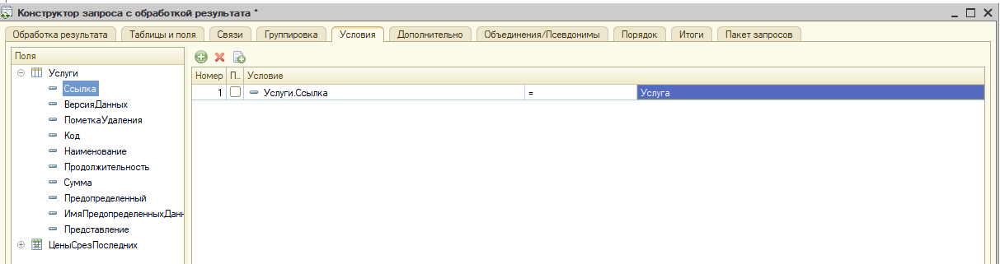 Конструктор запроса с обработкой результата *
Обработка результата Таблицы и поля Связи Группировка Условия Дополнительно Объединения/Псевдонимы Порядок Итоги Пакет запросов
Поля
Услуги
Ссылка
ВерсияДанных
ПометкаУдаления
Код
Наименование
Продолжительность
Сумма
Предопределенный
ИмяПредопределенныхДанн
Представление
ЦеныСрезПоследних
Номер П... Условие
1 Услуги.Ссылка = Услуга